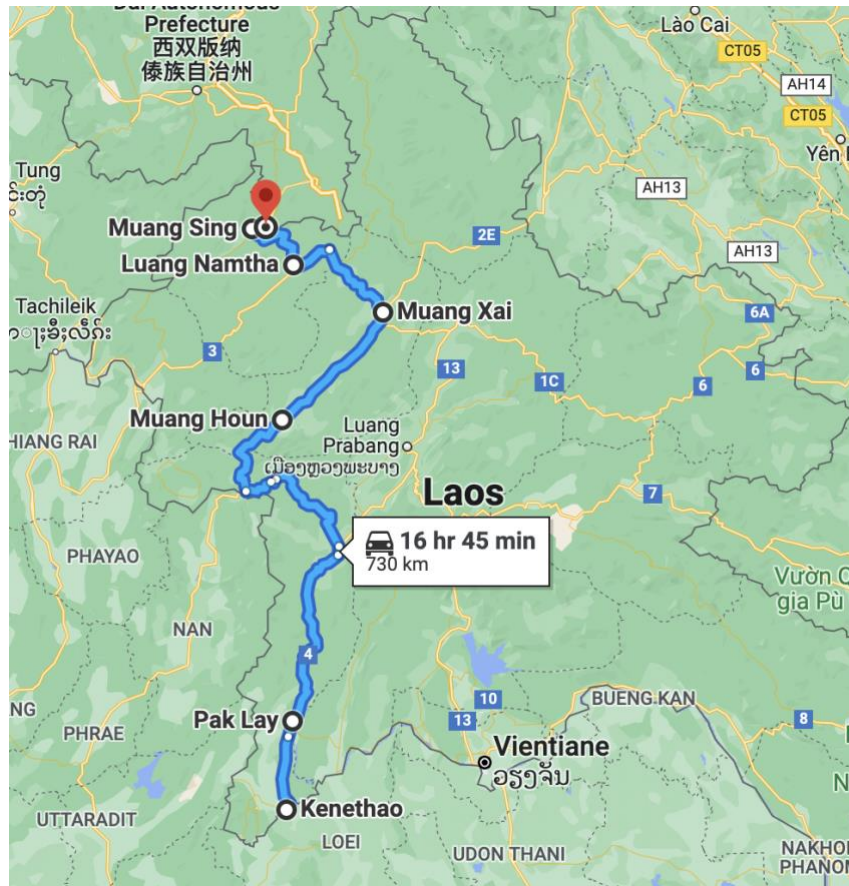 Prefecture
西双版纳
傣族自治州
Lào Cai
CT05
AH14
CT05
Yên
Tung
AH13
Muang Sing
2E
AH13
Luang Namtha
Tachileik
Muang Xai
6A
3
13
1C
6
6
Muang Houn
Luang
Prabang
ເມືອງຫຼວງພະບາງ
HIANG RAI
Laos
7
16 hr 45 min
730 km
PHAYAO
Vườn
gia Pù
NAN
4
10
BUENG KAN
NG
Pak Lay
13
8
PHRAE
Vientiane
ວຽງຈັນ
Kenethao
UTTARADIT
LOEI
UDON THANI
NAKHO
PHANOM